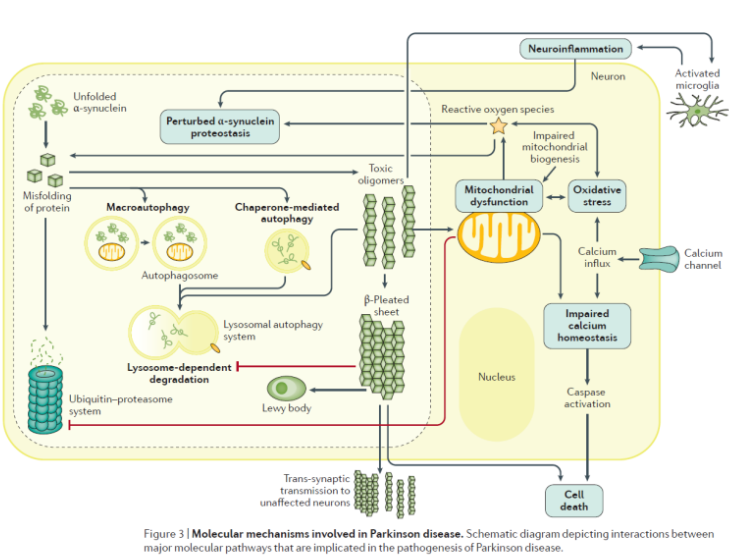 Neuroinflammation
Neuron
Activated
microglia
Unfolded
α-synuclein
Perturbed α-synuclein
proteostasis
Reactive oxygen species
Impaired
mitochondrial
biogenesis
Toxic
oligomers
Misfolding
of protein
Macroautophagy
Chaperone-mediated
autophagy
Mitochondrial
dysfunction
Oxidative
stress
Autophagosome
Calcium
influx
Calcium
channel
β-Pleated
sheet
Lysosomal autophagy
system
Impaired
calcium
homeostasis
Lysosome-dependent
degradation
Nucleus
Ubiquitin–proteasome
system
Lewy body
Caspase
activation
Trans-synaptic
transmission to
unaffected neurons
Cell
death
Figure 3 | Molecular mechanisms involved in Parkinson disease. Schematic diagram depicting interactions between
major molecular pathways that are implicated in the pathogenesis of Parkinson disease.